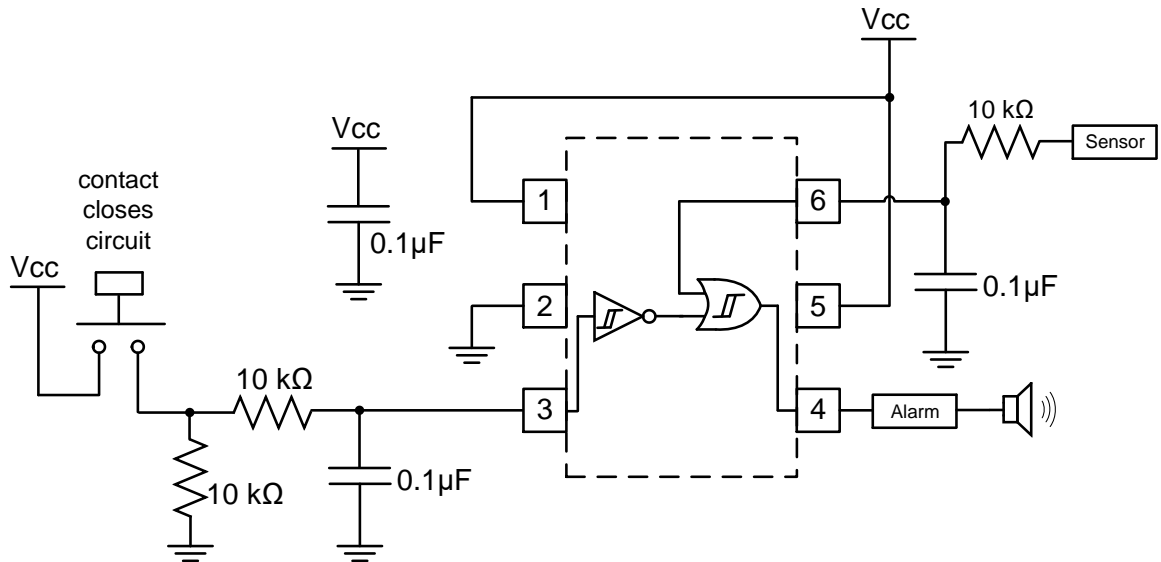 Vcc
10 kΩ
Sensor
Vcc
contact
closes
circuit
0.1µF
1
6
Vcc
2
5
0.1µF
10 kΩ
3
4
Alarm
10 kΩ
0.1µF